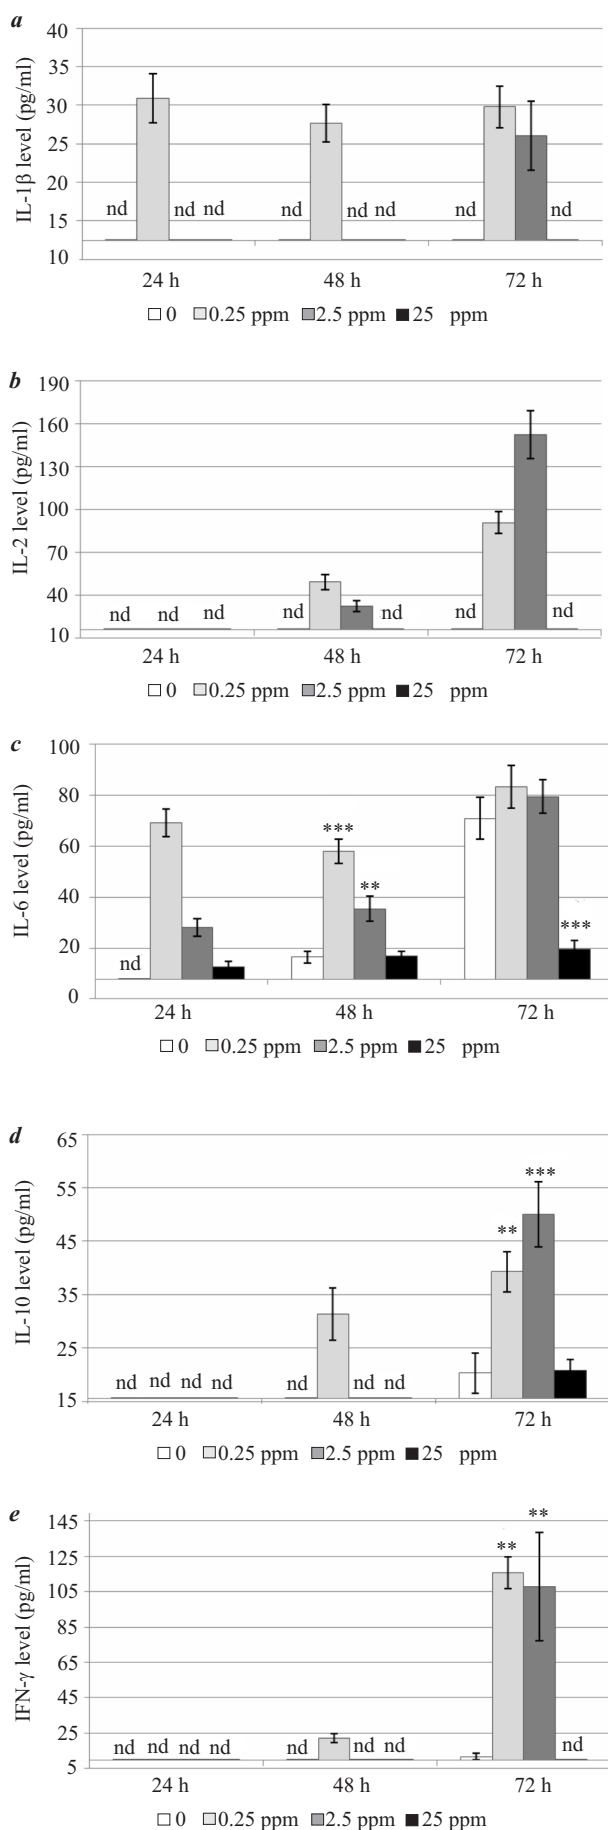 a
IL-1β level (pg/ml)
40
35
30
25
20
15
10
nd nd nd nd nd nd nd nd
24 h 48 h 72 h
0 0.25 ppm 2.5 ppm 25 ppm
b
IL-2 level (pg/ml)
190
160
130
100
70
40
10
nd nd nd nd nd nd nd
24 h 48 h 72 h
0 0.25 ppm 2.5 ppm 25 ppm
c
IL-6 level (pg/ml)
100
80
60
40
20
0
nd *** ** ***
24 h 48 h 72 h
0 0.25 ppm 2.5 ppm 25 ppm
d
IL-10 level (pg/ml)
65
55
45
35
25
15
nd nd nd nd nd nd nd ** ***
24 h 48 h 72 h
0 0.25 ppm 2.5 ppm 25 ppm
e
IFN-γ level (pg/ml)
145
125
105
85
65
45
25
5
nd nd nd nd nd nd nd ** ** nd
24 h 48 h 72 h
0 0.25 ppm 2.5 ppm 25 ppm